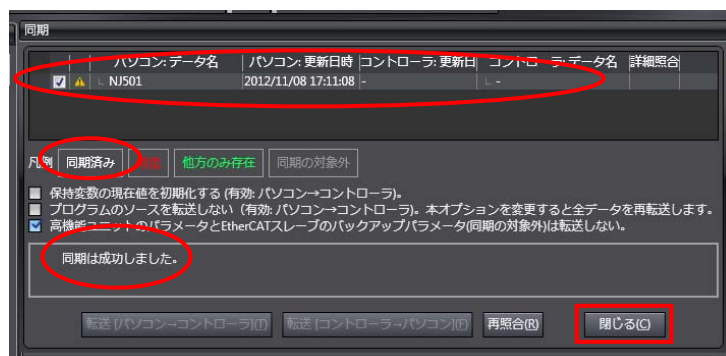 同期
パソコン: データ名 パソコン: 更新日時 コントローラ: 更新日 コントローラ: データ名 詳細照合
NJ501 2012/11/08 17:11:08 - -
凡例 同期済み 他方のみ存在 同期の対象外
保持変数の現在値を初期化する (有効: パソコン→コントローラ)。
プログラムのソースを転送しない (有効: パソコン→コントローラ)。本オプションを変更すると全データを再転送します。
高機能ユニットのパラメータとEtherCATスレーブのバックアップパラメータ(同期の対象外)は転送しない。
同期は成功しました。
転送 [パソコン→コントローラ](T) 転送 [コントローラ→パソコン](F) 再照合(R) 閉じる(C)